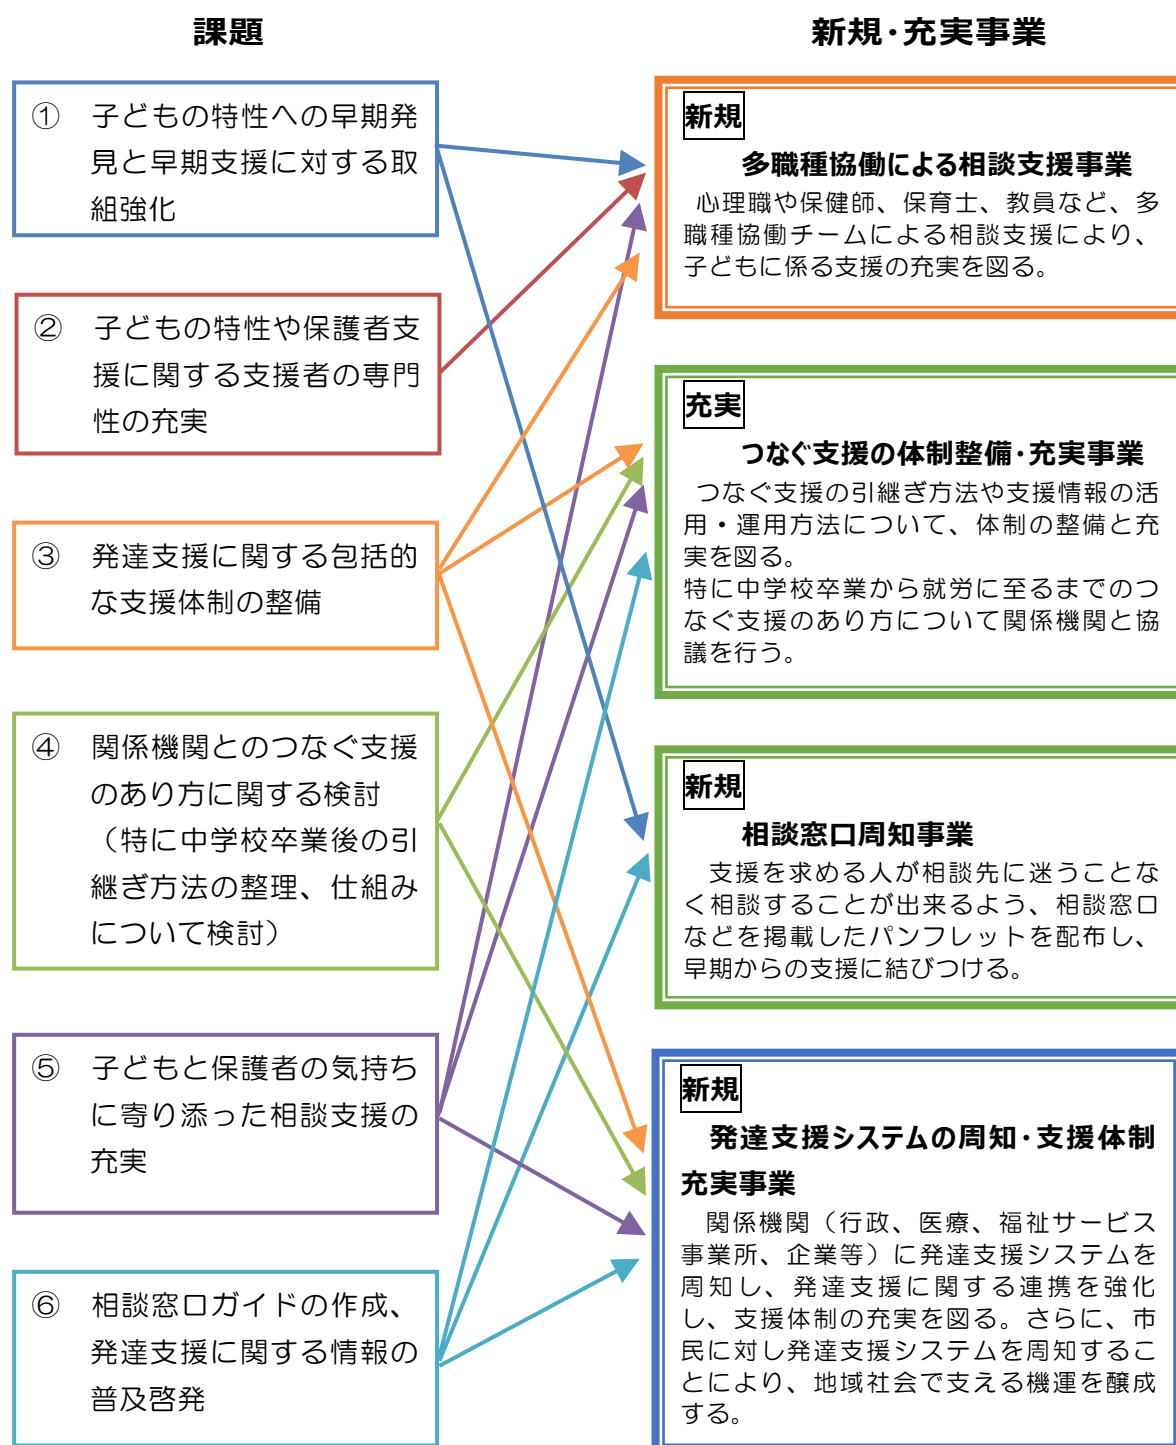 課題
① 子どもの特性への早期発
見と早期支援に対する取
組強化
② 子どもの特性や保護者支
援に関する支援者の専門
性の充実
③ 発達支援に関する包括的
な支援体制の整備
④ 関係機関とのつなぐ支援
のあり方に関する検討
（特に中学校卒業後の引
継ぎ方法の整理、仕組み
について検討）
⑤ 子どもと保護者の気持ち
に寄り添った相談支援の
充実
⑥ 相談窓口ガイドの作成、
発達支援に関する情報の
普及啓発
新規・充実事業
新規
多職種協働による相談支援事業
心理職や保健師、保育士、教員など、多
職種協働チームによる相談支援により、
子どもに係る支援の充実を図る。
充実
つなぐ支援の体制整備・充実事業
つなぐ支援の引継ぎ方法や支援情報の活
用・運用方法について、体制の整備と充
実を図る。
特に中学校卒業から就労に至るまでのつ
なぐ支援のあり方について関係機関と協
議を行う。
新規
相談窓口周知事業
支援を求める人が相談先に迷うことな
く相談することが出来るよう、相談窓口
などを掲載したパンフレットを配布し、
早期からの支援に結びつける。
新規
発達支援システムの周知・支援体制
充実事業
関係機関（行政、医療、福祉サービス
事業所、企業等）に発達支援システムを
周知し、発達支援に関する連携を強化
し、支援体制の充実を図る。さらに、市
民に対し発達支援システムを周知するこ
とにより、地域社会で支える機運を醸成
する。